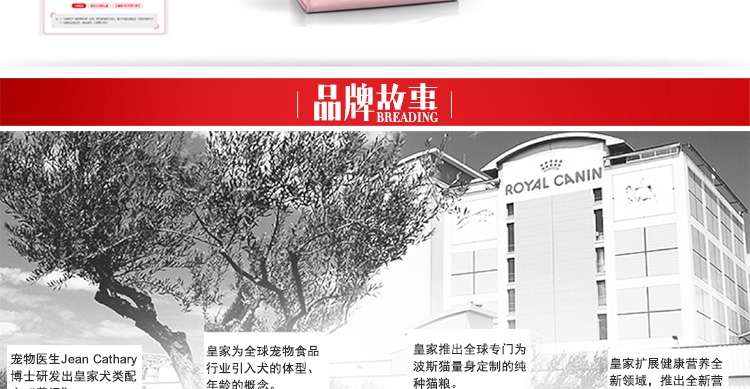 品牌故事
BREADING
ROYAL CANIN
宠物医生Jean Cathary
博士研发出皇家犬类配
皇家为全球宠物食品
行业引入犬的体型、
年龄的概念。
皇家推出全球专门为
波斯猫量身定制的纯
种猫粮。
皇家扩展健康营养全
新领域，推出全新营